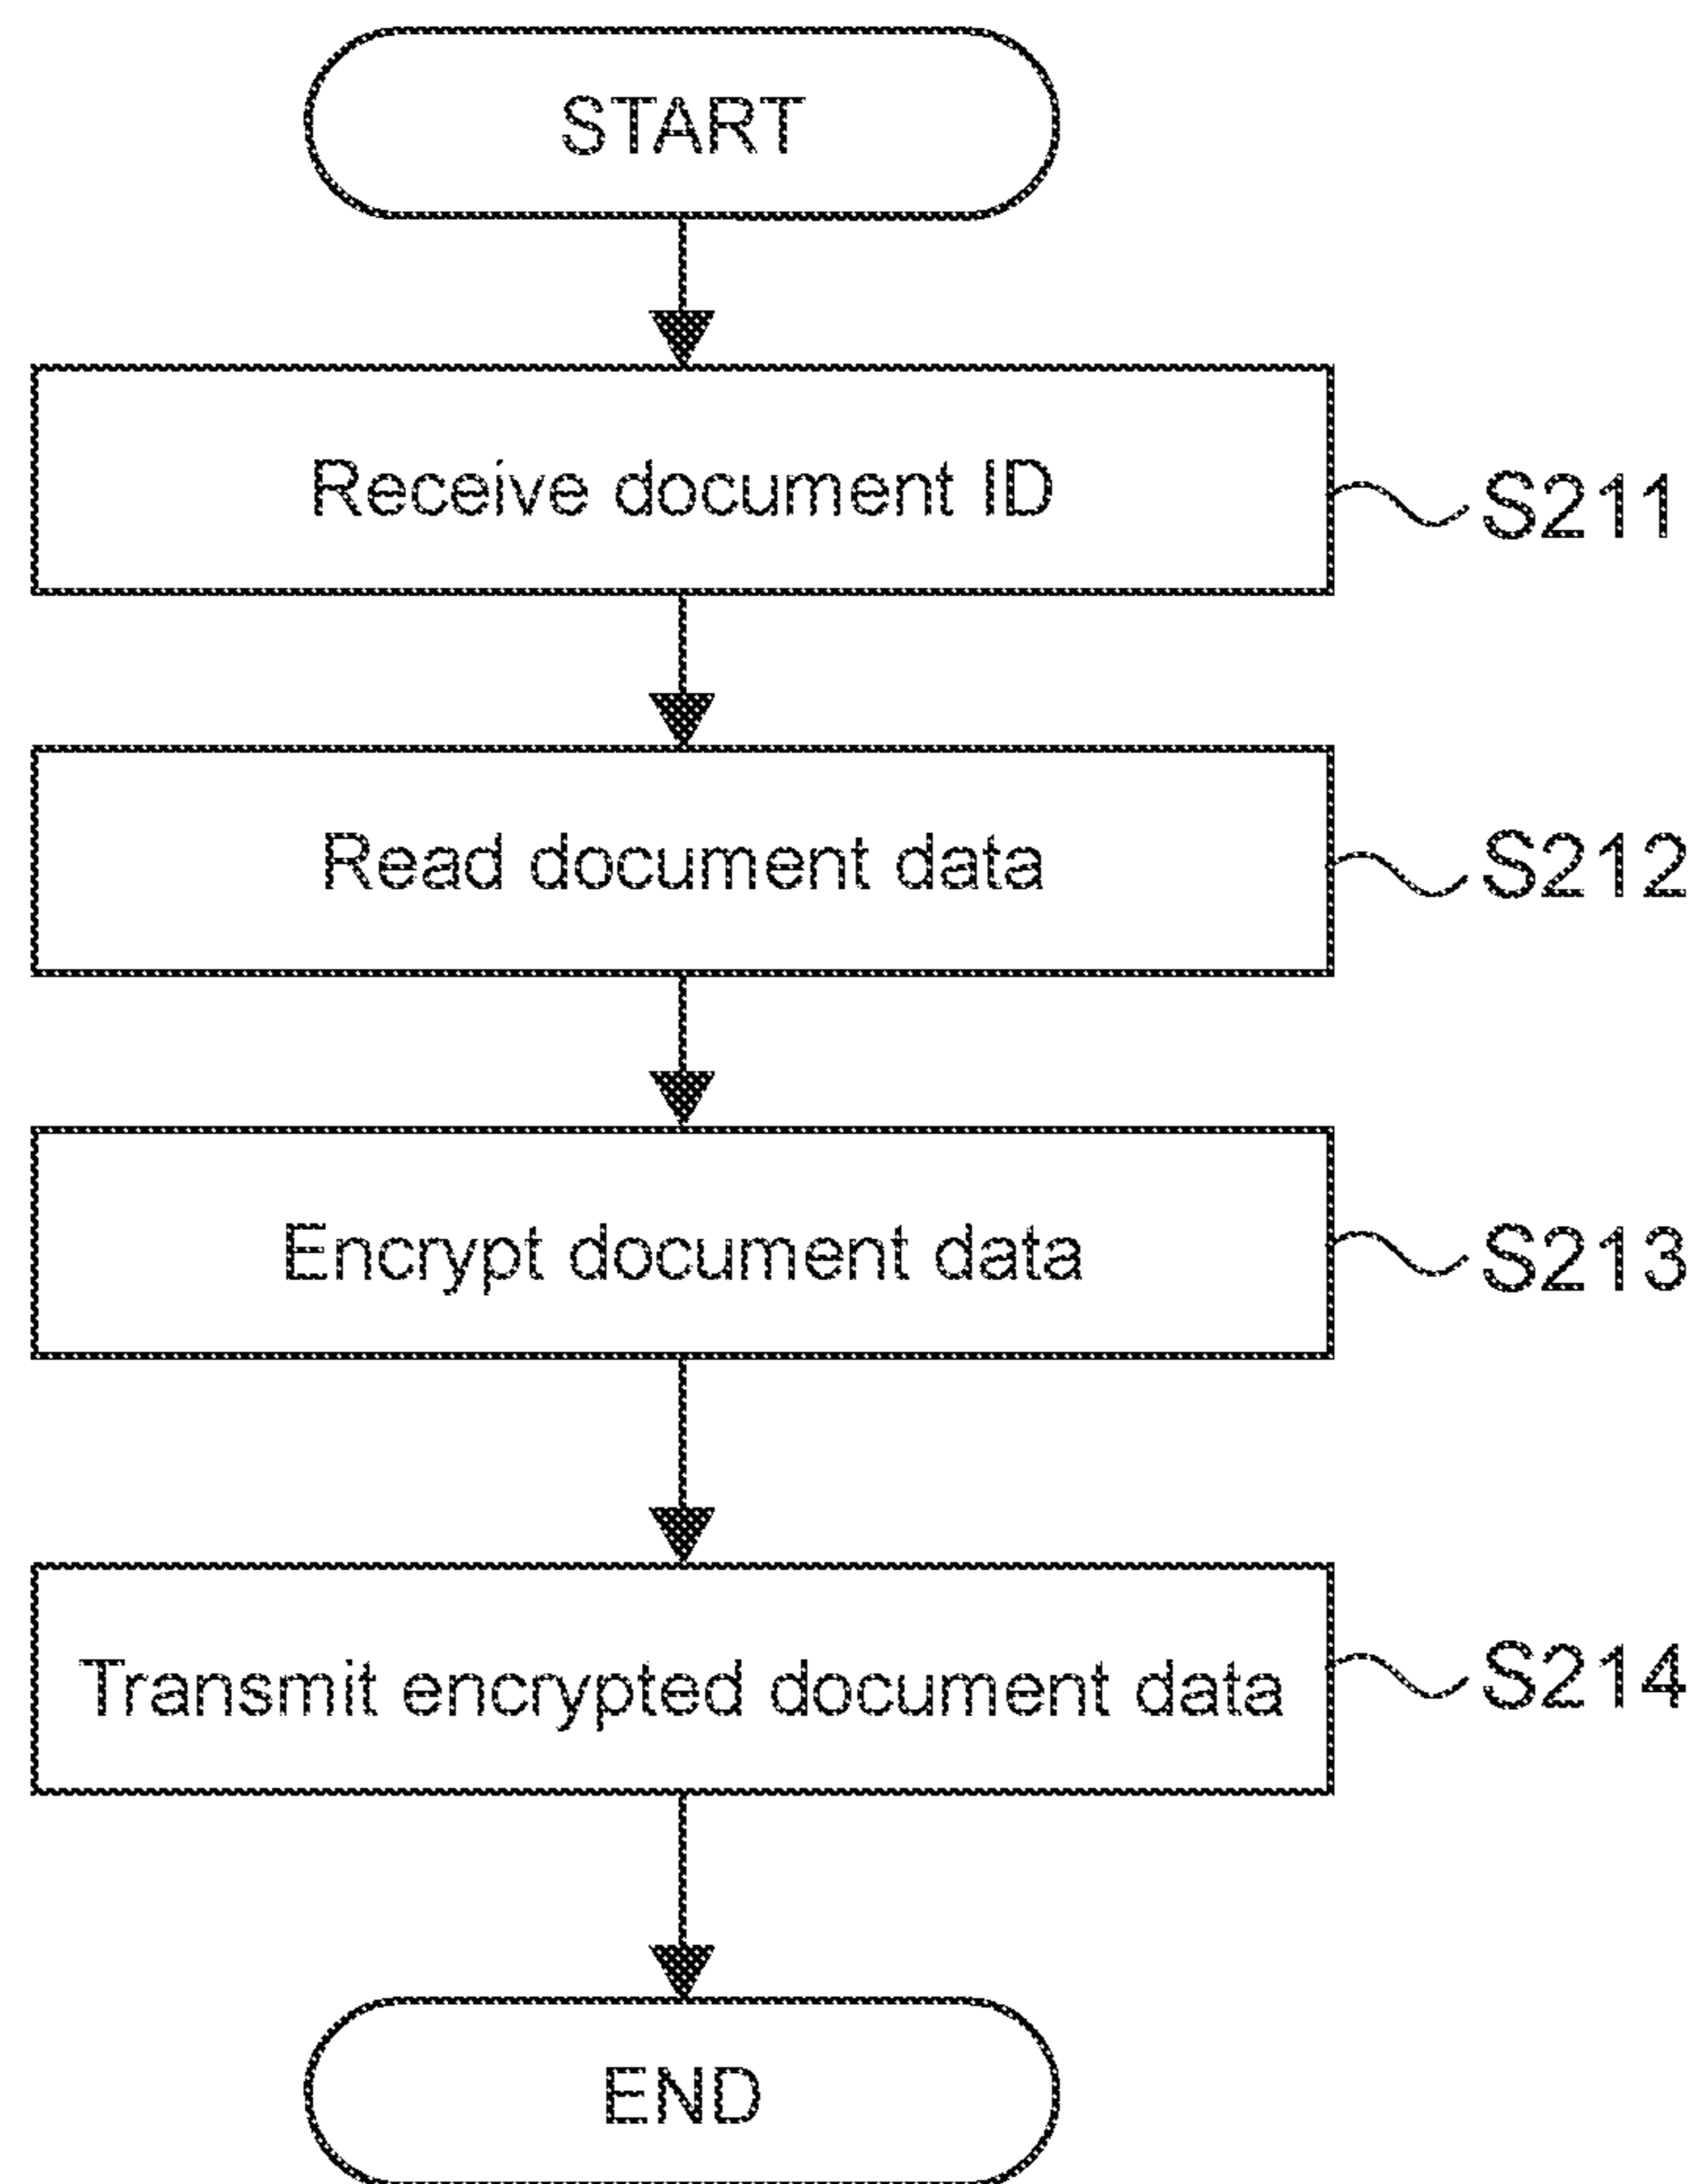 START
Receive document ID
S211
Read document data
S212
Encrypt document data
S213
Transmit encrypted document data
S214
END